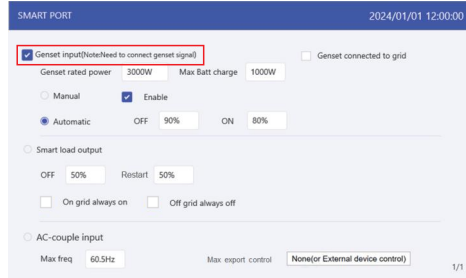 SMART PORT 2024/01/01 12:00:00
Genset input(Note:Need to connect genset signal) Genset connected to grid
Genset rated power 3000W Max Batt charge 1000W
Manual Enable
Automatic OFF 90% ON 80%
Smart load output
OFF 50% Restart 50%
On grid always on Off grid always off
AC-couple input
Max freq 60.5Hz Max export control None(or External device control)
1/1